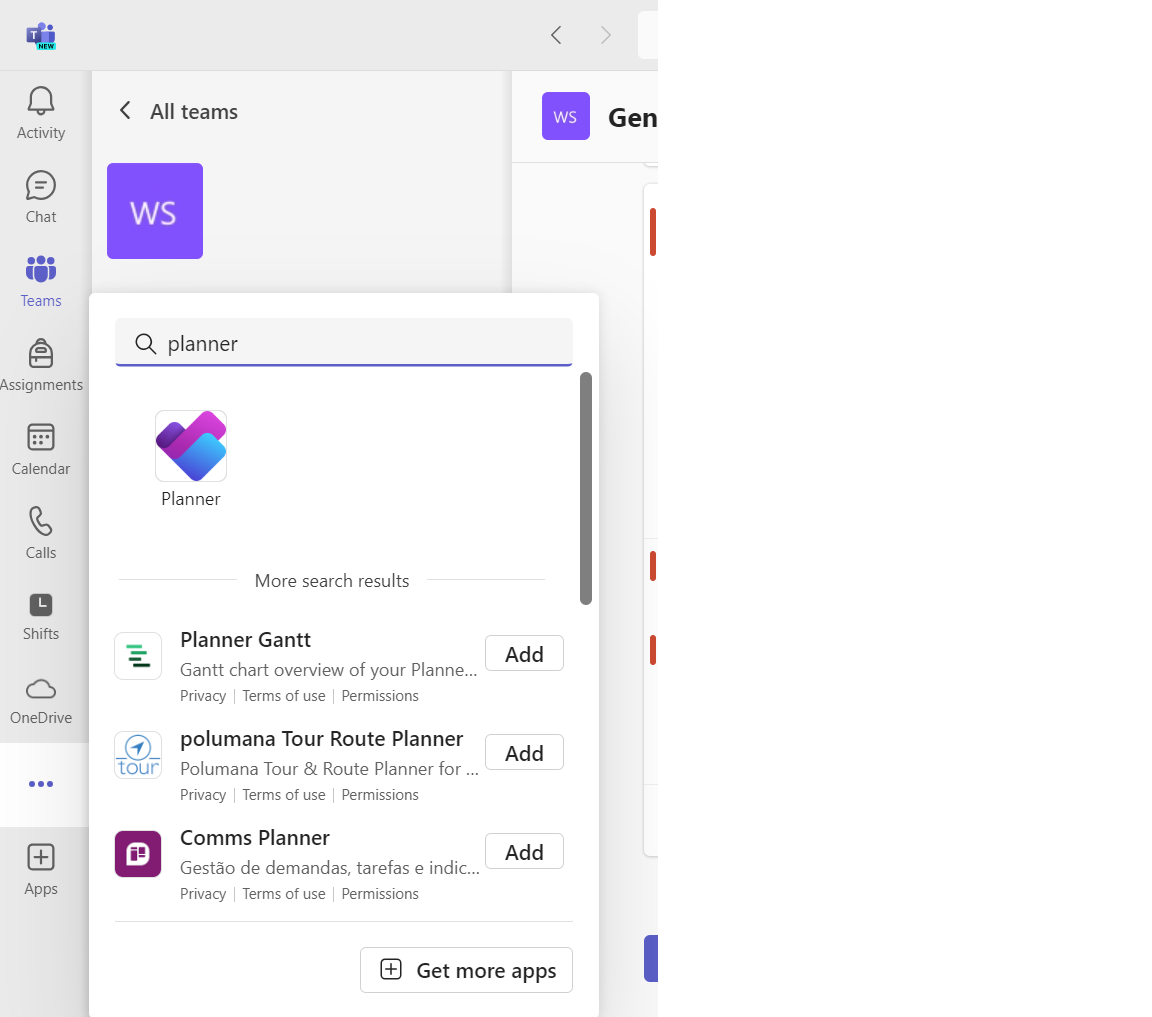 T
NEW
Activity
Chat
Teams
Assignments
Calendar
Calls
Shifts
OneDrive
Apps
All teams
WS
WS
Gen
planner
Planner
More search results
Planner Gantt
Gantt chart overview of your Planne...
Privacy | Terms of use | Permissions
Add
tour
polumana Tour Route Planner
Polumana Tour & Route Planner for ...
Privacy | Terms of use | Permissions
Add
Comms Planner
Gestão de demandas, tarefas e indic...
Privacy | Terms of use | Permissions
Add
Get more apps